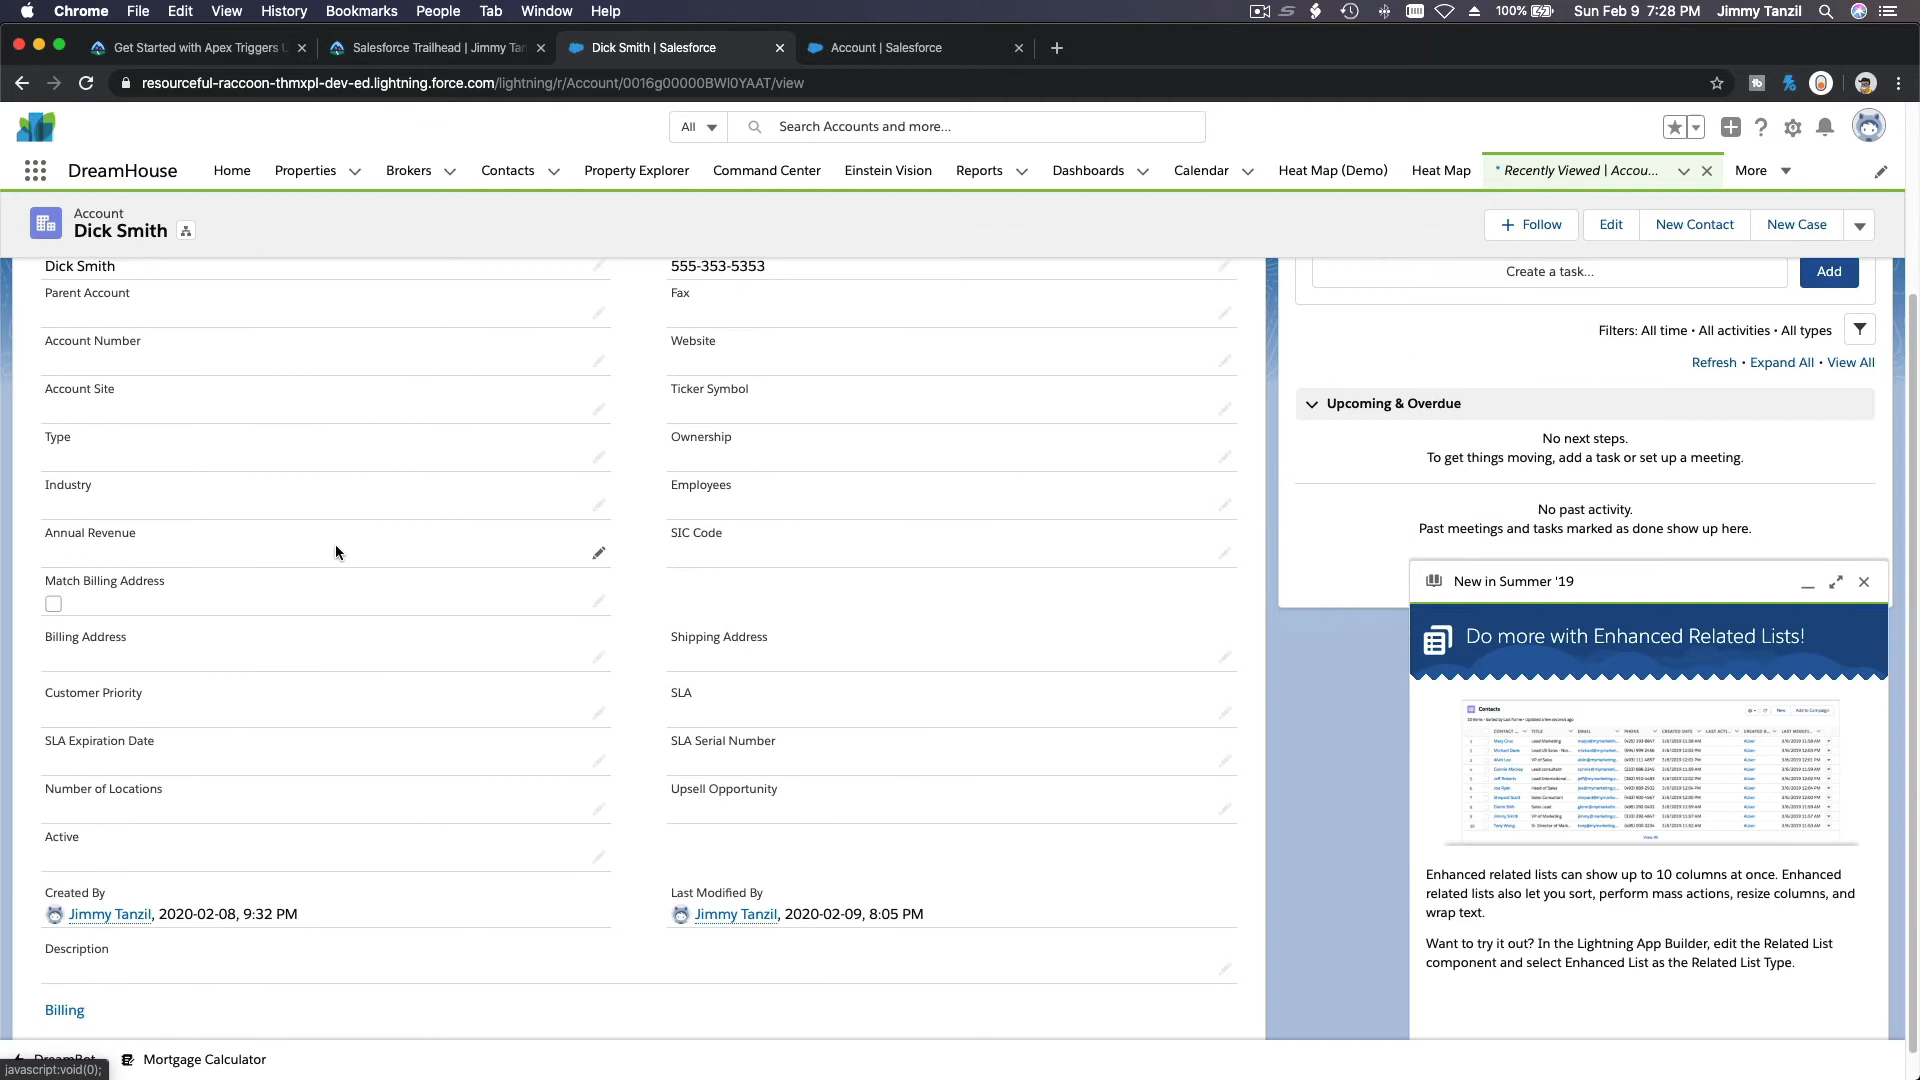 Chrome File Edit View History Bookmarks People Tab Window Help 100% Sun Feb 9 7:28 PM Jimmy Tanzil
Get Started with Apex Triggers Salesforce Trailhead | Jimmy Tan Dick Smith | Salesforce Account | Salesforce
resourceful-raccoon-thmxpl-dev-ed.lightning.force.com/lightning/r/Account/0016g00000BWl0YAAT/view
All Search Accounts and more...
DreamHouse Home Properties Brokers Contacts Property Explorer Command Center Einstein Vision Reports Dashboards Calendar Heat Map (Demo) Heat Map * Recently Viewed | Accou... More
Account
Dick Smith
+ Follow Edit New Contact New Case
Dick Smith 555-353-5353
Parent Account Fax
Account Number Website
Account Site Ticker Symbol
Type Ownership
Industry Employees
Annual Revenue SIC Code
Match Billing Address
Billing Address Shipping Address
Customer Priority SLA
SLA Expiration Date SLA Serial Number
Number of Locations Upsell Opportunity
Active
Created By Last Modified By
Jimmy Tanzil, 2020-02-08, 9:32 PM Jimmy Tanzil, 2020-02-09, 8:05 PM
Description
Billing
Create a task... Add
Filters: All time • All activities • All types
Refresh • Expand All • View All
Upcoming & Overdue
No next steps.
To get things moving, add a task or set up a meeting.
No past activity.
Past meetings and tasks marked as done show up here.
New in Summer '19
Do more with Enhanced Related Lists!
Contacts
Enhanced related lists can show up to 10 columns at once. Enhanced
related lists also let you sort, perform mass actions, resize columns, and
wrap text.
Want to try it out? In the Lightning App Builder, edit the Related List
component and select Enhanced List as the Related List Type.
Mortgage Calculator
javascript:void(0);